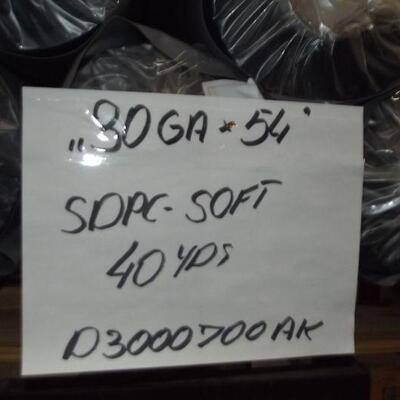 „30 GA * 54"
SDPC-SOFT
40 YDS
D3000700AK